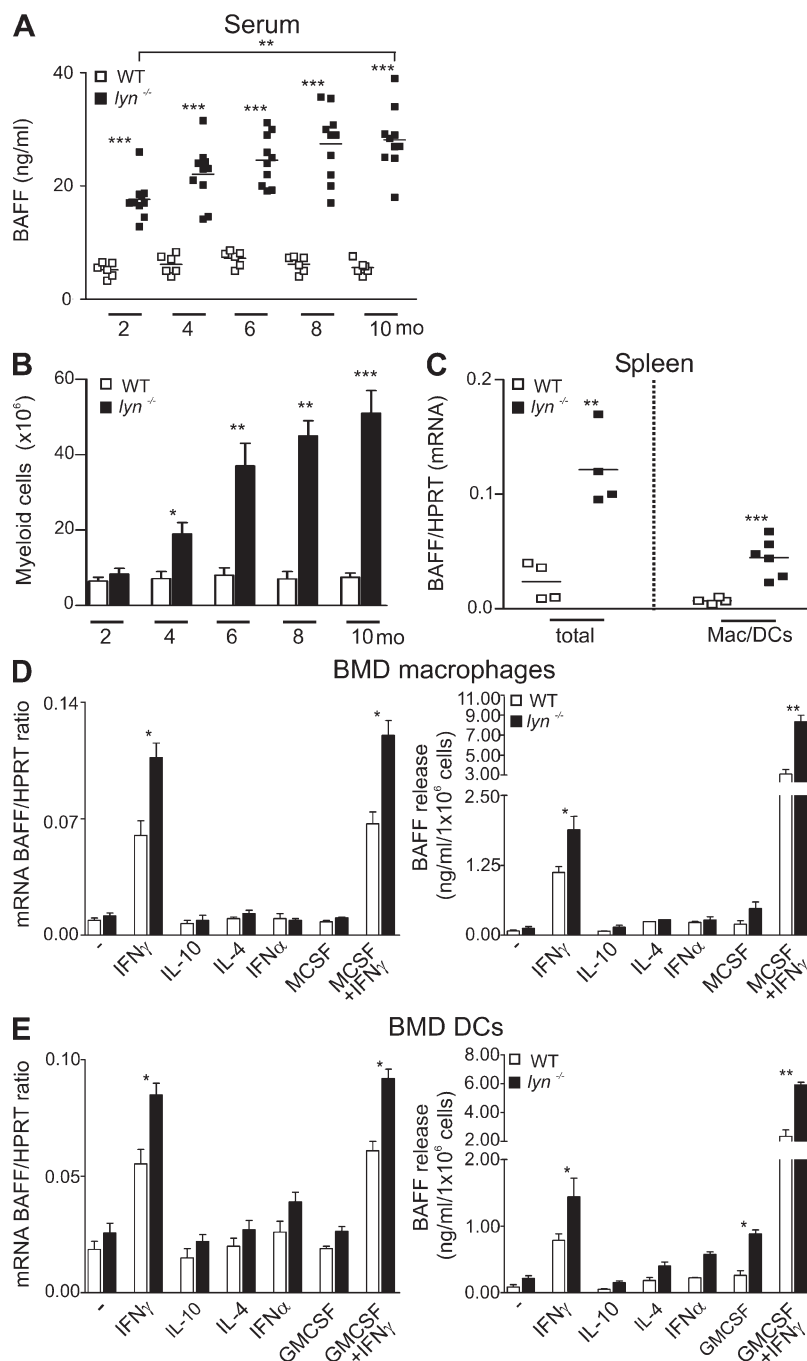 A
Serum
**
WT
lyn -/-
***
***
***
***
***
BAFF (ng/ml)
40
20
0
2
4
6
8
10 mo
B
WT
lyn -/-
*
**
**
***
Myeloid cells (x10⁶)
60
40
20
0
2
4
6
8
10 mo
C
Spleen
WT
lyn -/-
**
***
BAFF/HPRT (mRNA)
0.2
0.1
0.0
total
Mac/DCs
D
BMD macrophages
mRNA BAFF/HPRT ratio
0.14
0.07
0.00
*
*
-
IFNγ
IL-10
IL-4
IFNα
MCSF
MCSF
+IFNγ
WT
lyn -/-
BAFF release
(ng/ml/1x10⁶ cells)
11.00
9.00
7.00
5.00
3.00
2.50
1.25
0.00
*
**
-
IFNγ
IL-10
IL-4
IFNα
MCSF
MCSF
+IFNγ
E
BMD DCs
mRNA BAFF/HPRT ratio
0.10
0.05
0.00
*
*
-
IFNγ
IL-10
IL-4
IFNα
GMCSF
GMCSF
+IFNγ
WT
lyn -/-
BAFF release
(ng/ml/1x10⁶ cells)
8.00
6.00
4.00
2.00
2.00
1.00
0.00
*
*
**
-
IFNγ
IL-10
IL-4
IFNα
GMCSF
GMCSF
+IFNγ